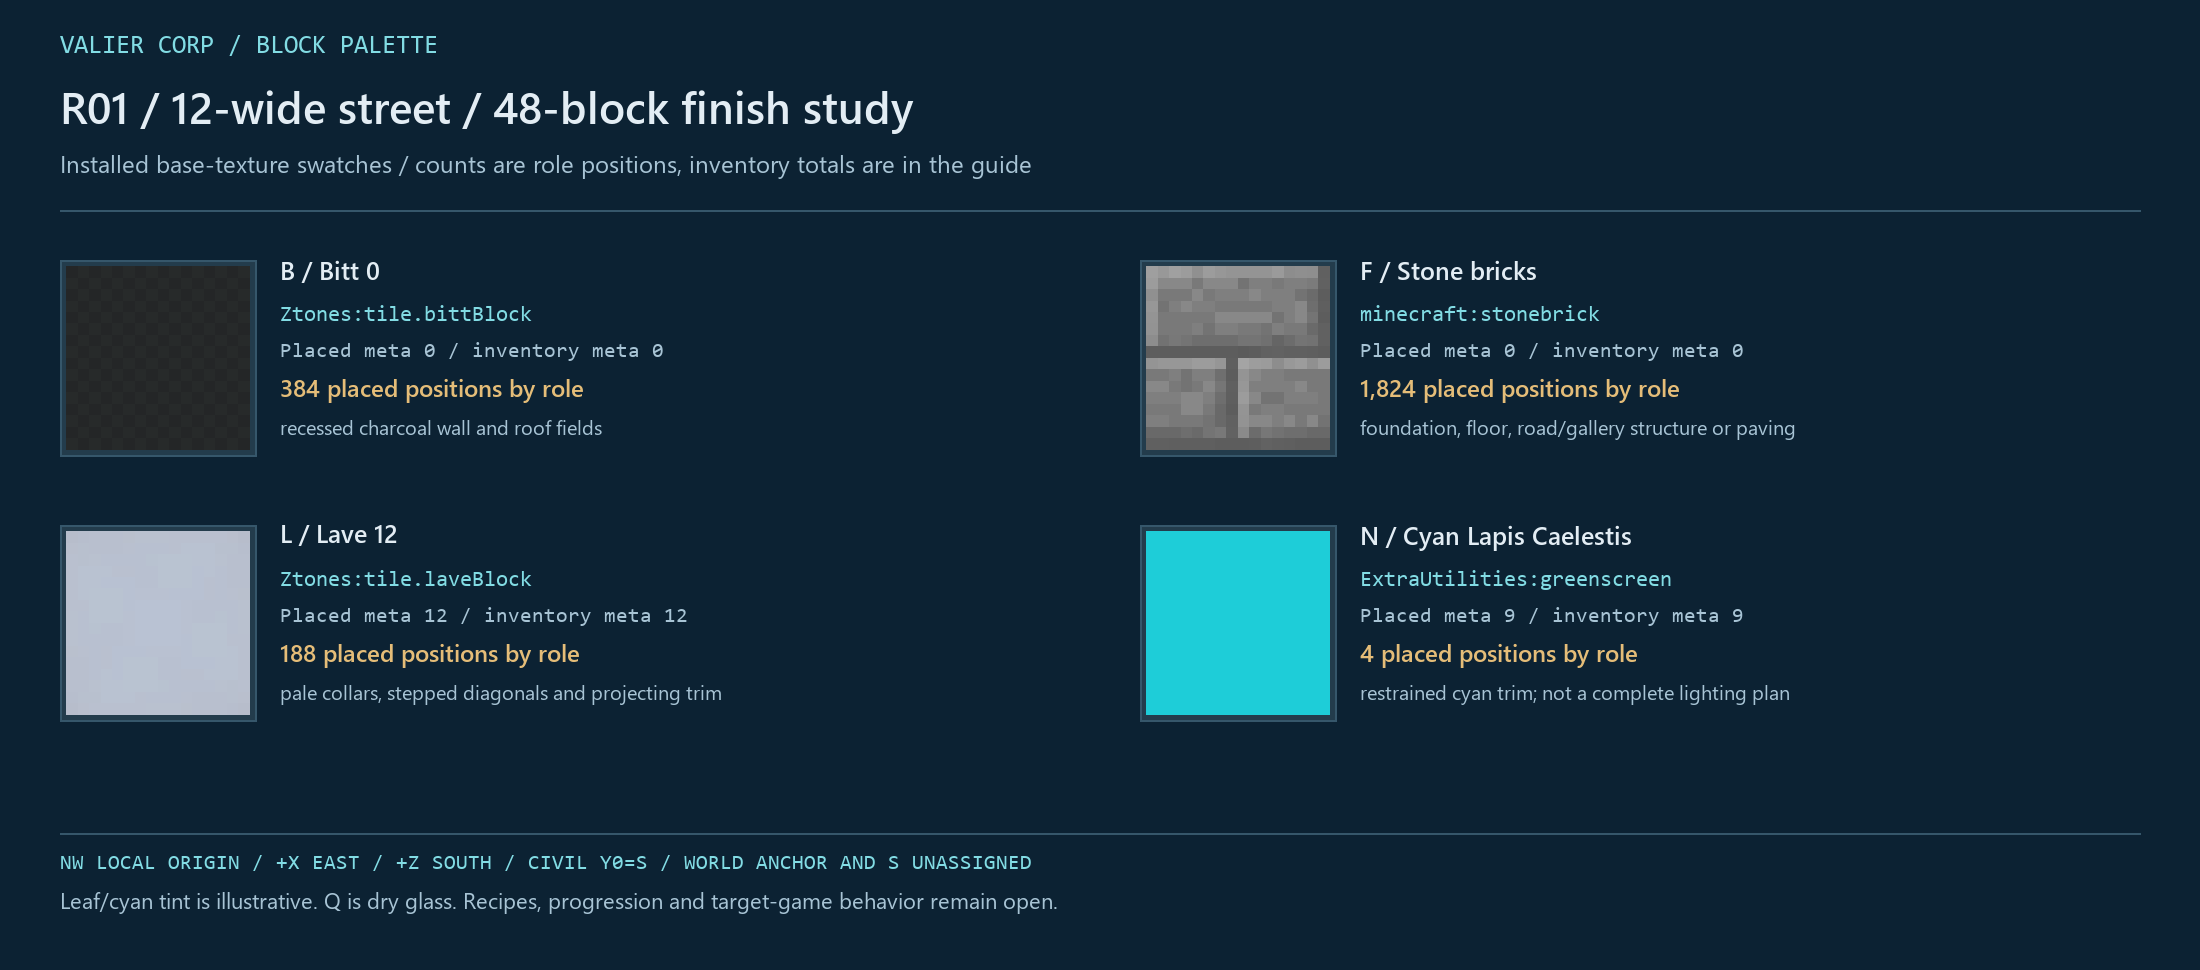 VALIER CORP / BLOCK PALETTE
R01 / 12-wide street / 48-block finish study
Installed base-texture swatches / counts are role positions, inventory totals are in the guide
B / Bitt 0
Ztones:tile.bittBlock
Placed meta 0 / inventory meta 0
384 placed positions by role
recessed charcoal wall and roof fields
F / Stone bricks
minecraft:stonebrick
Placed meta 0 / inventory meta 0
1,824 placed positions by role
foundation, floor, road/gallery structure or paving
L / Lave 12
Ztones:tile.laveBlock
Placed meta 12 / inventory meta 12
188 placed positions by role
pale collars, stepped diagonals and projecting trim
N / Cyan Lapis Caelestis
ExtraUtilities:greenscreen
Placed meta 9 / inventory meta 9
4 placed positions by role
restrained cyan trim; not a complete lighting plan
NW LOCAL ORIGIN / +X EAST / +Z SOUTH / CIVIL Y0=S / WORLD ANCHOR AND S UNASSIGNED
Leaf/cyan tint is illustrative. Q is dry glass. Recipes, progression and target-game behavior remain open.